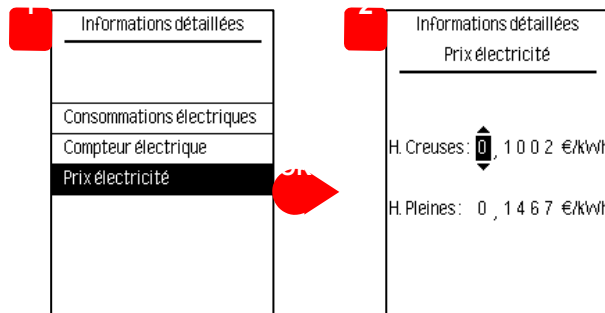 1
Informations détaillées
Consommations électriques
Compteur électrique
Prix électricité
OK
2
Informations détaillées
Prix électricité
H. Creuses : 0 , 1 0 0 2 €/kWh
H. Pleines : 0 , 1 4 6 7 €/kWh